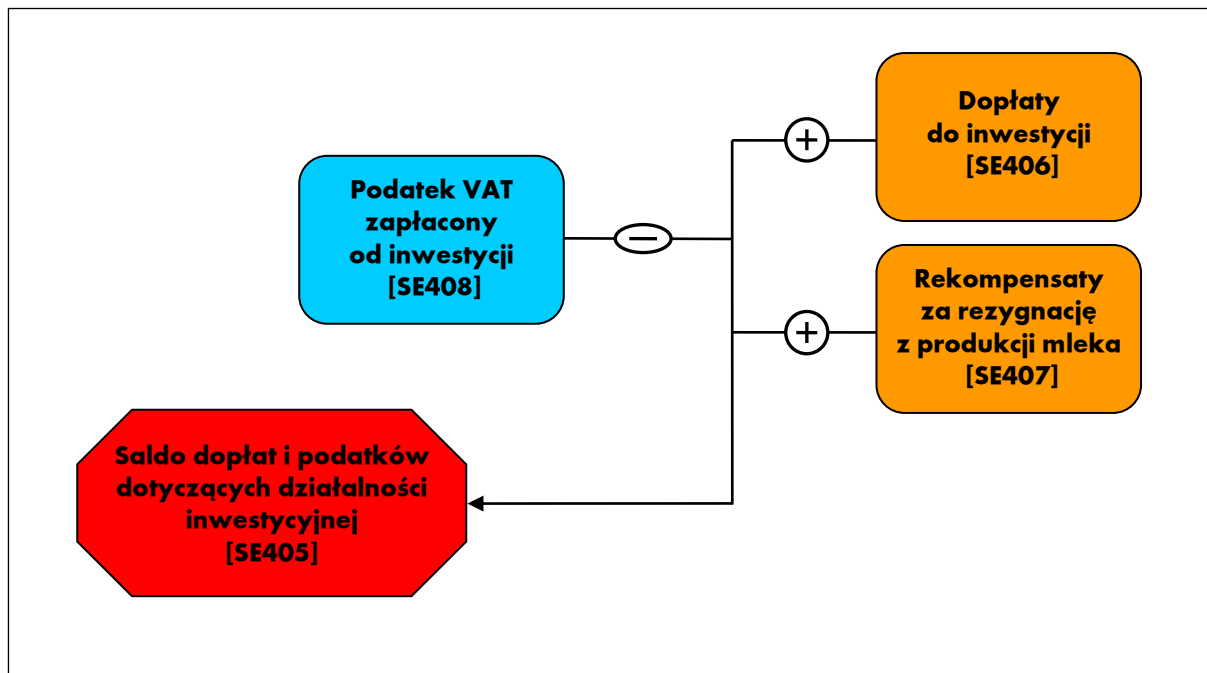 Dopłaty
do inwestycji
[SE406]
+
Podatek VAT
zapłacony
od inwestycji
[SE408]
−
Rekompensaty
za rezygnację
z produkcji mleka
[SE407]
+
Saldo dopłat i podatków
dotyczących działalności
inwestycyjnej
[SE405]